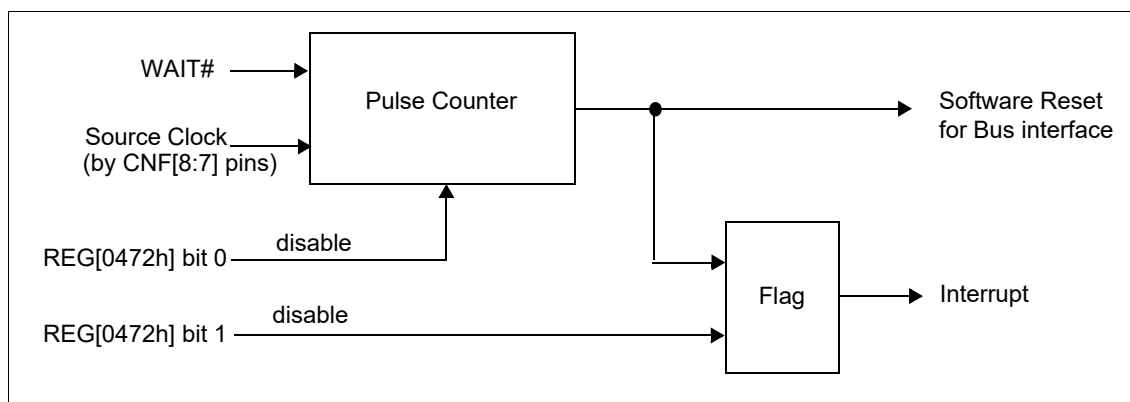 WAIT#
Pulse Counter
Software Reset
for Bus interface
Source Clock
(by CNF[8:7] pins)
disable
REG[0472h] bit 0
Flag
Interrupt
disable
REG[0472h] bit 1